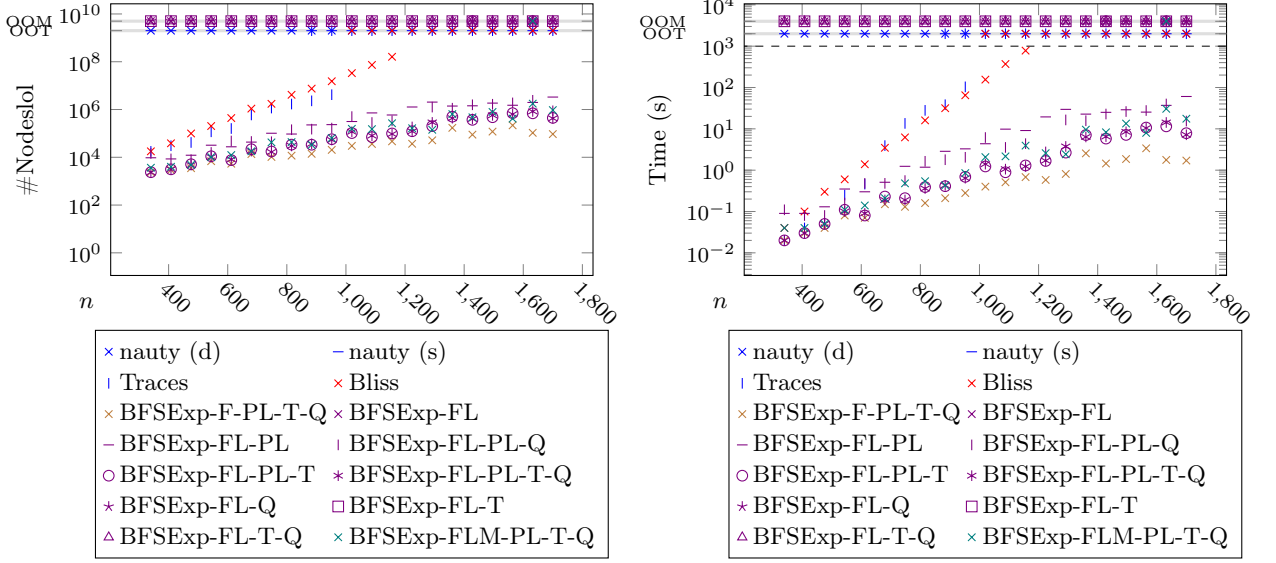 OOM
OOT
10^10
10^8
10^6
10^4
10^2
10^0
#Nodeslol
n
400
600
800
1,000
1,200
1,400
1,600
1,800
nauty (d)
nauty (s)
Traces
Bliss
BFSExp-F-PL-T-Q
BFSExp-FL
BFSExp-FL-PL
BFSExp-FL-PL-Q
BFSExp-FL-PL-T
BFSExp-FL-PL-T-Q
BFSExp-FL-Q
BFSExp-FL-T
BFSExp-FL-T-Q
BFSExp-FLM-PL-T-Q
OOM
OOT
10^4
10^3
10^2
10^1
10^0
10^−1
10^−2
Time (s)
n
400
600
800
1,000
1,200
1,400
1,600
1,800
nauty (d)
nauty (s)
Traces
Bliss
BFSExp-F-PL-T-Q
BFSExp-FL
BFSExp-FL-PL
BFSExp-FL-PL-Q
BFSExp-FL-PL-T
BFSExp-FL-PL-T-Q
BFSExp-FL-Q
BFSExp-FL-T
BFSExp-FL-T-Q
BFSExp-FLM-PL-T-Q